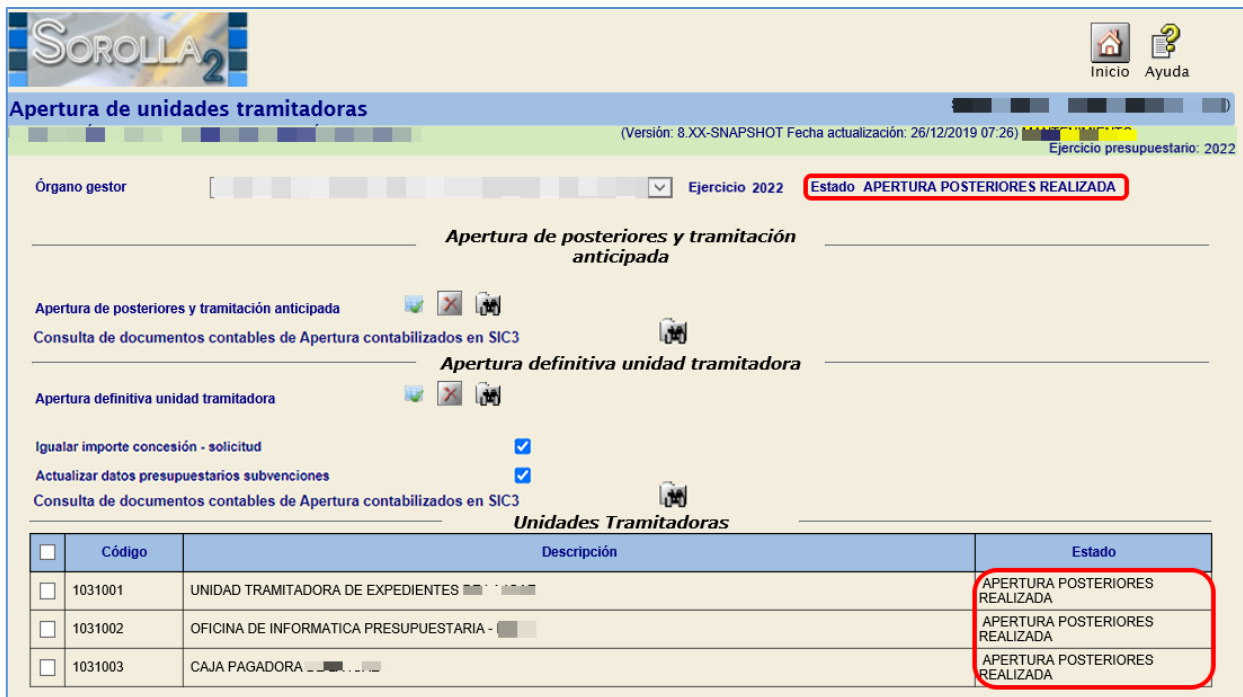 SOROLLA2
Inicio Ayuda
Apertura de unidades tramitadoras
(Versión: 8.XX-SNAPSHOT Fecha actualización: 26/12/2019 07:26)
Ejercicio presupuestario: 2022
Órgano gestor Ejercicio 2022 Estado APERTURA POSTERIORES REALIZADA
Apertura de posteriores y tramitación
anticipada
Apertura de posteriores y tramitación anticipada
Consulta de documentos contables de Apertura contabilizados en SIC3
Apertura definitiva unidad tramitadora
Apertura definitiva unidad tramitadora
Igualar importe concesión - solicitud
Actualizar datos presupuestarios subvenciones
Consulta de documentos contables de Apertura contabilizados en SIC3
Unidades Tramitadoras
Código Descripción Estado
1031001 UNIDAD TRAMITADORA DE EXPEDIENTES APERTURA POSTERIORES
REALIZADA
1031002 OFICINA DE INFORMATICA PRESUPUESTARIA - APERTURA POSTERIORES
REALIZADA
1031003 CAJA PAGADORA APERTURA POSTERIORES
REALIZADA